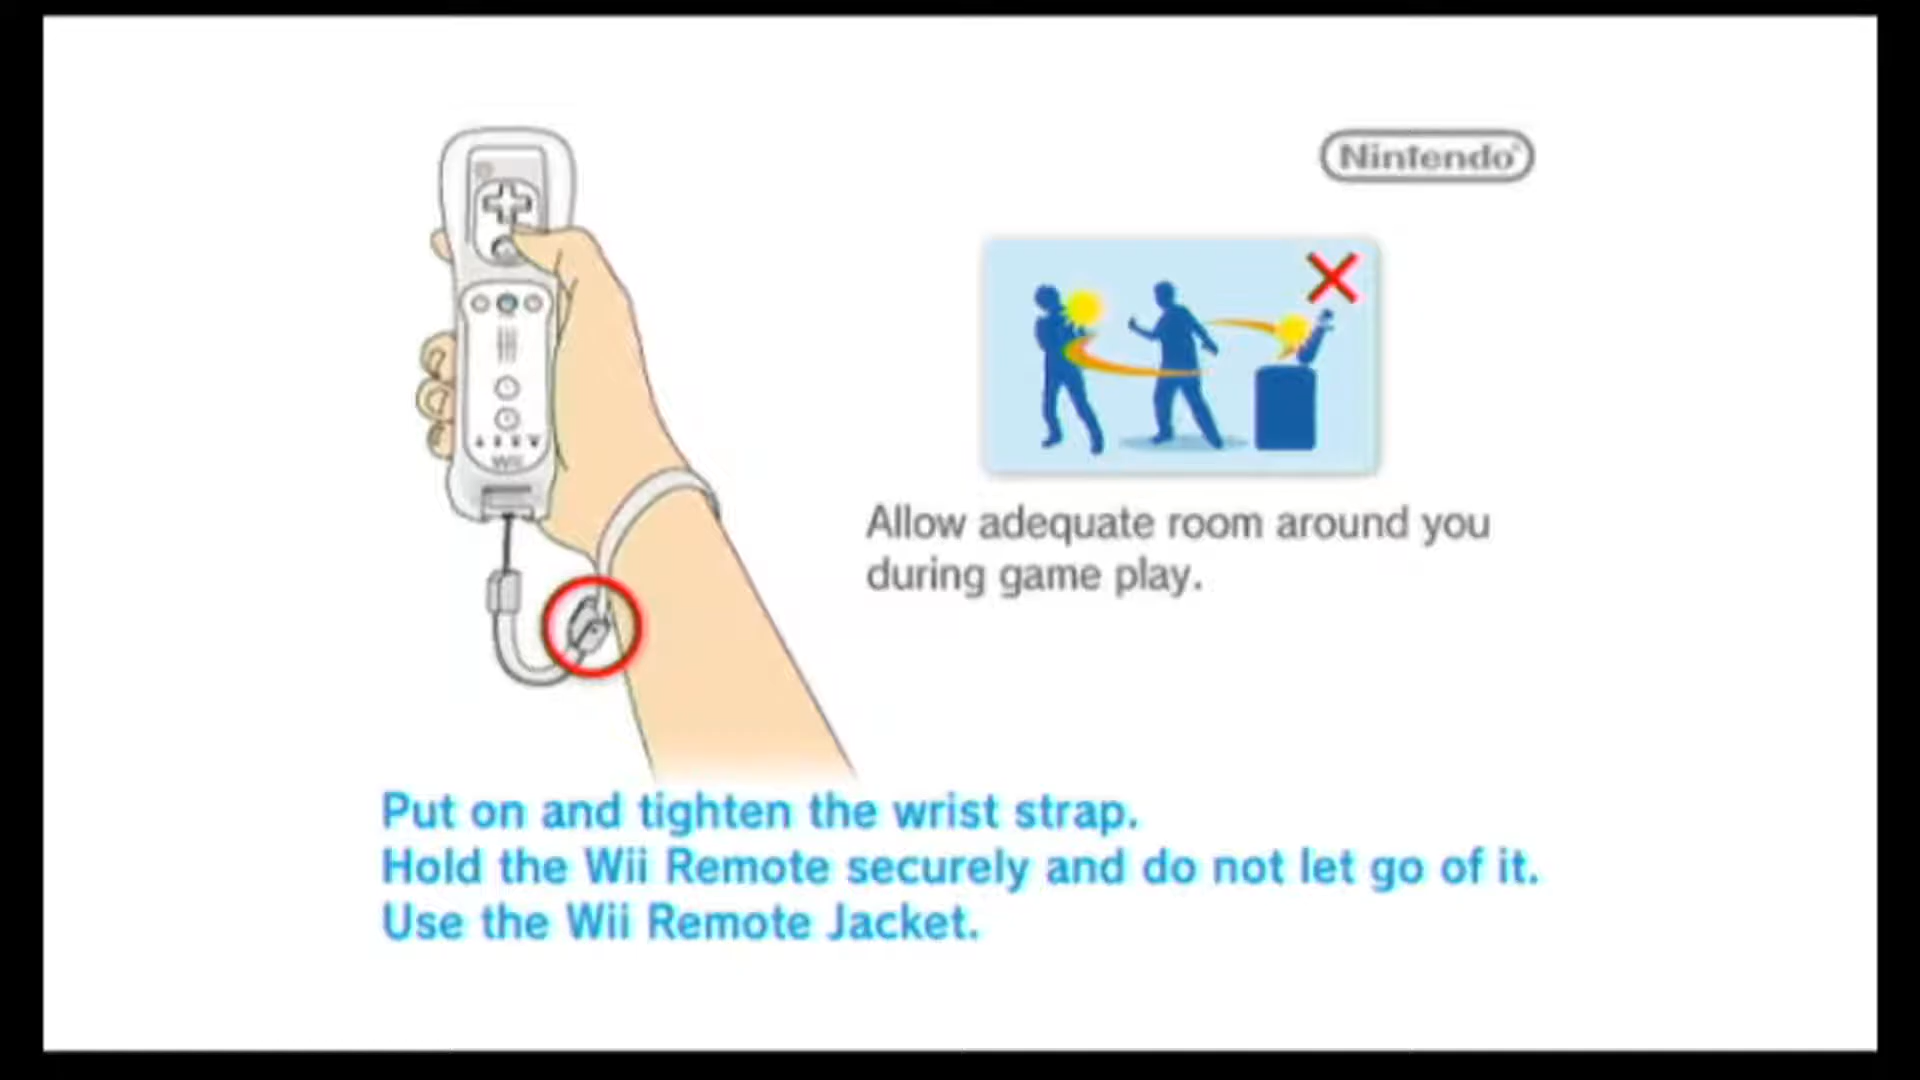 Nintendo
Allow adequate room around you
during game play.
Wii
Put on and tighten the wrist strap.
Hold the Wii Remote securely and do not let go of it.
Use the Wii Remote Jacket.